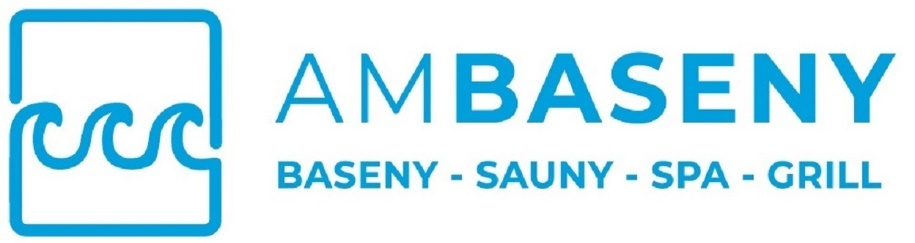 AMBASENY
BASENY - SAUNY - SPA - GRILL